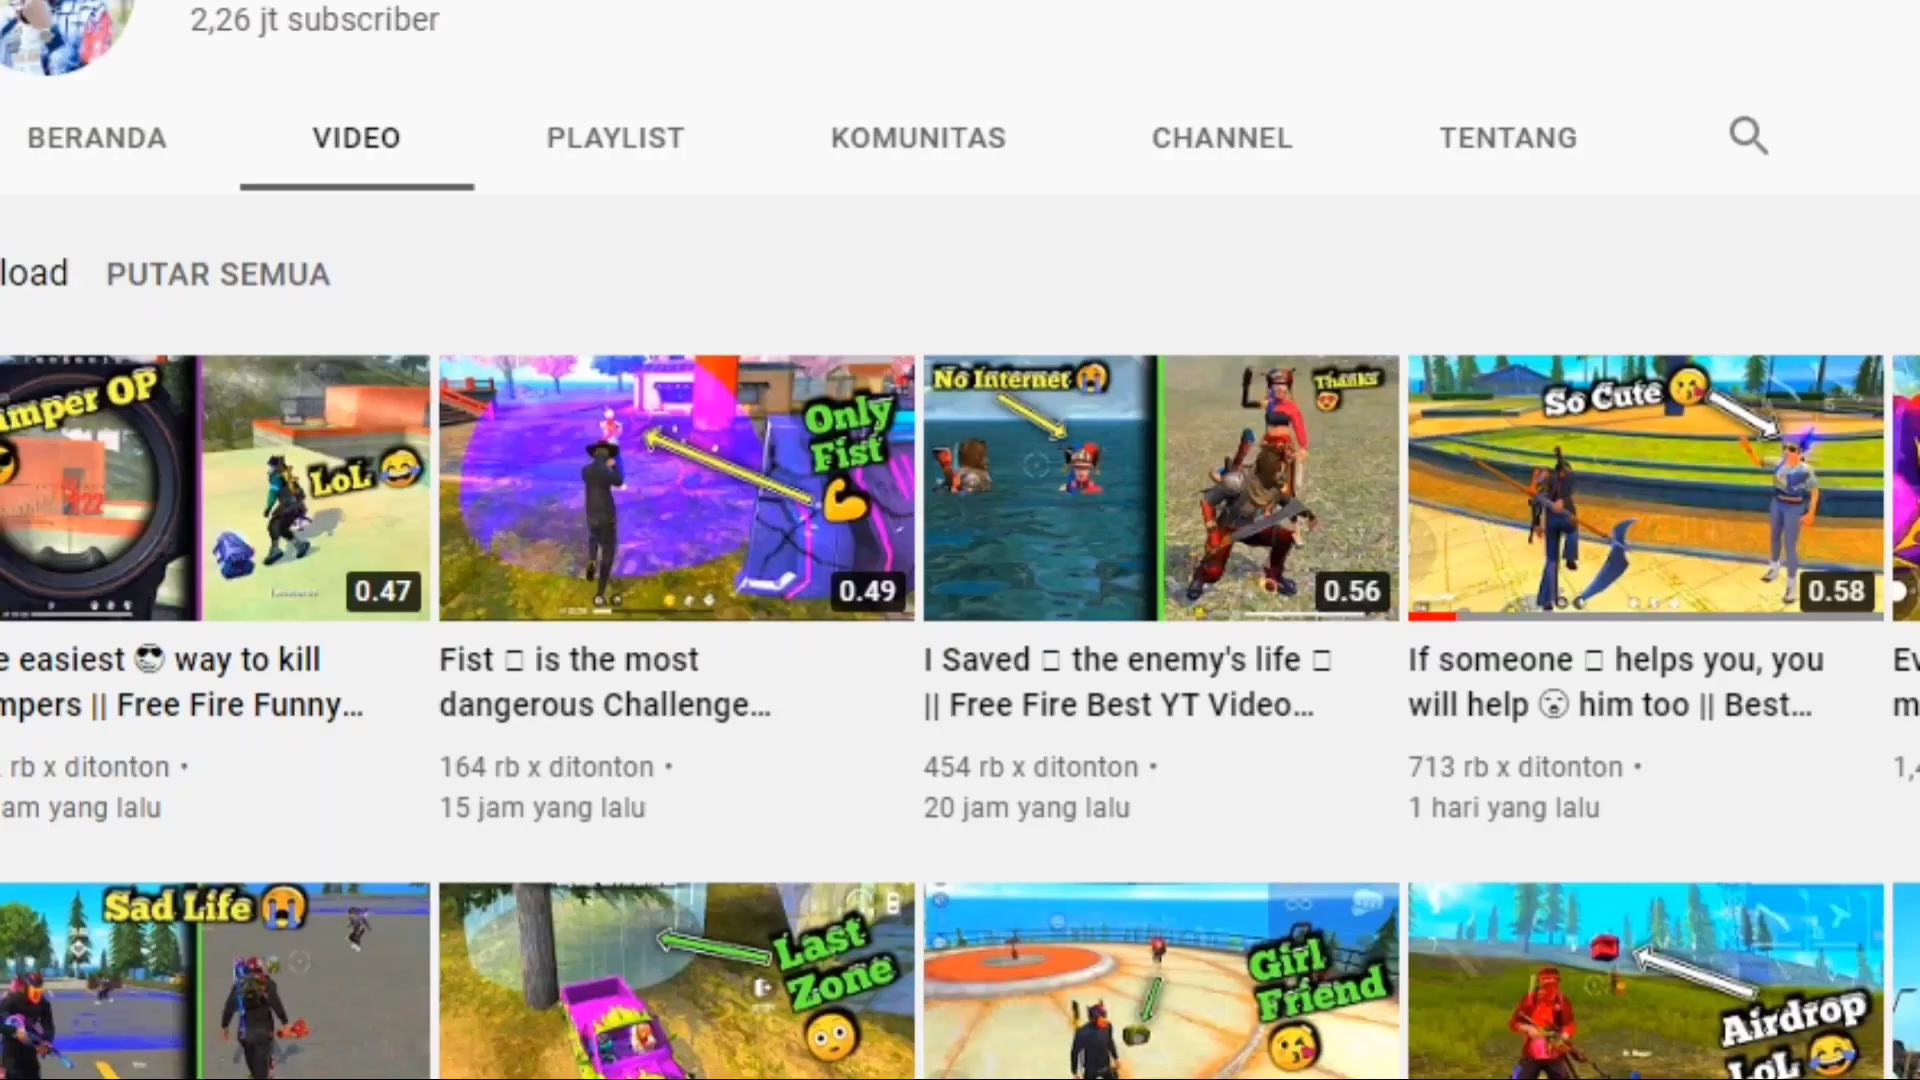 2,26 jt subscriber
BERANDA VIDEO PLAYLIST KOMUNITAS CHANNEL TENTANG
load PUTAR SEMUA
mper OP
LoL
0.47
Only
Fist
0.49
No Internet
Thanks
0.56
So Cute
0.58
e easiest 😎 way to kill
mpers || Free Fire Funny...
rb x ditonton •
am yang lalu
Fist □ is the most
dangerous Challenge...
164 rb x ditonton •
15 jam yang lalu
I Saved □ the enemy's life □
|| Free Fire Best YT Video...
454 rb x ditonton •
20 jam yang lalu
If someone □ helps you, you
will help 😮 him too || Best...
713 rb x ditonton •
1 hari yang lalu
Ev
m
1,4
Sad Life
Last
Zone
Girl
Friend
Airdrop
LoL